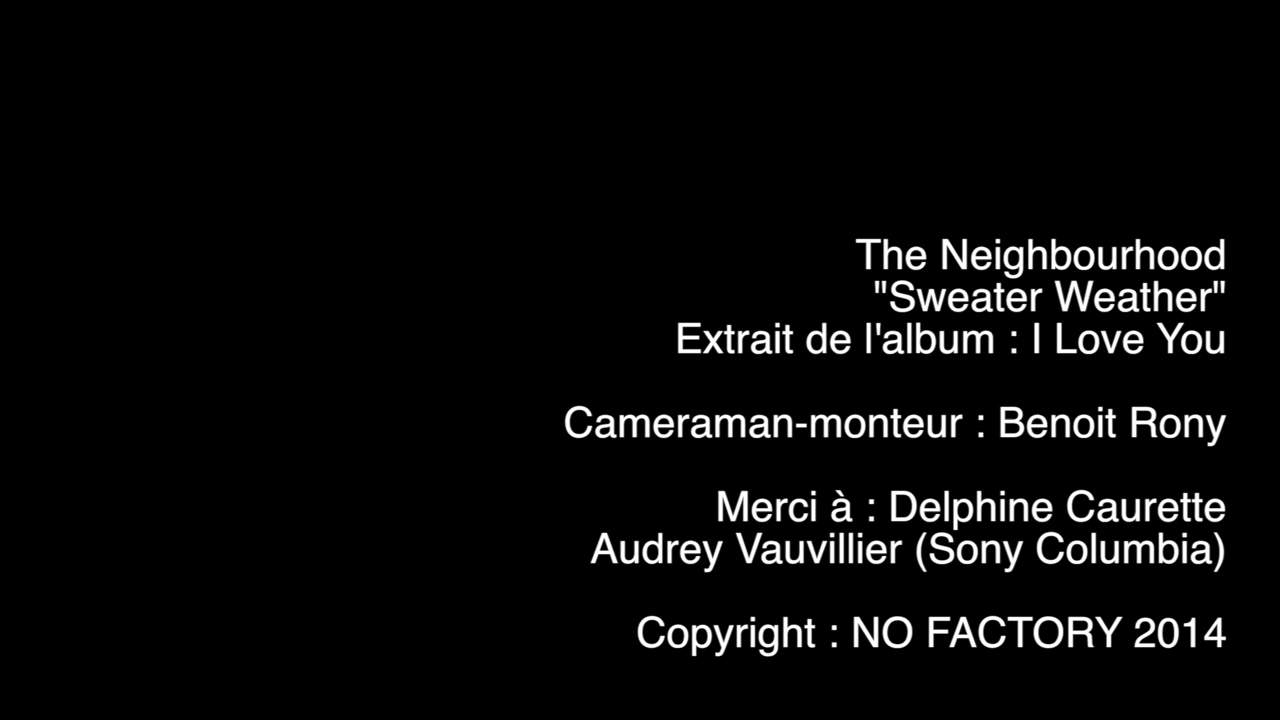 The Neighbourhood
"Sweater Weather"
Extrait de l'album : I Love You
Cameraman-monteur : Benoit Rony
Merci à : Delphine Caurette
Audrey Vauvillier (Sony Columbia)
Copyright : NO FACTORY 2014